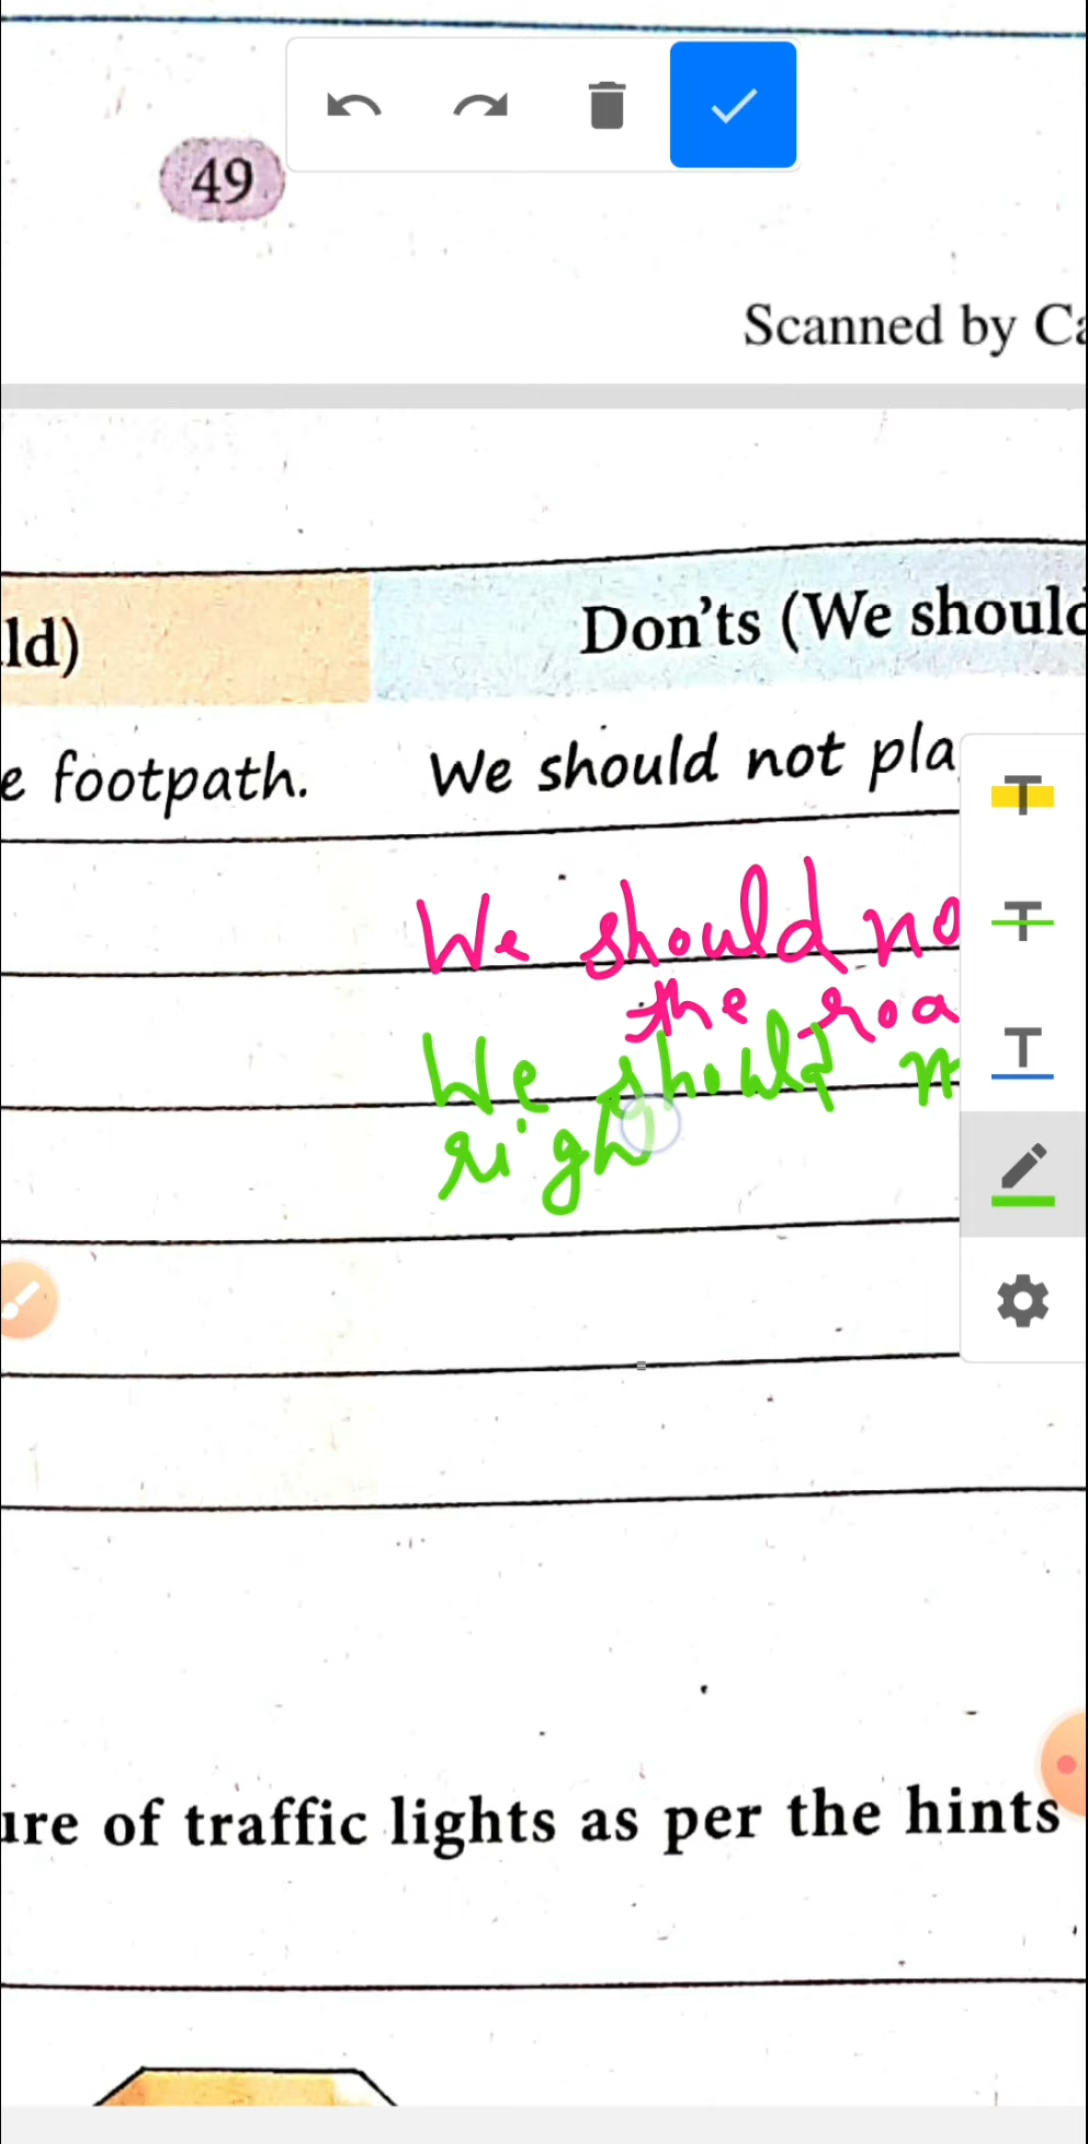 49
Scanned by Ca
ld)
Don'ts (We should
e footpath.
We should not pla
We should no
the roa
We should n
righ
ure of traffic lights as per the hints